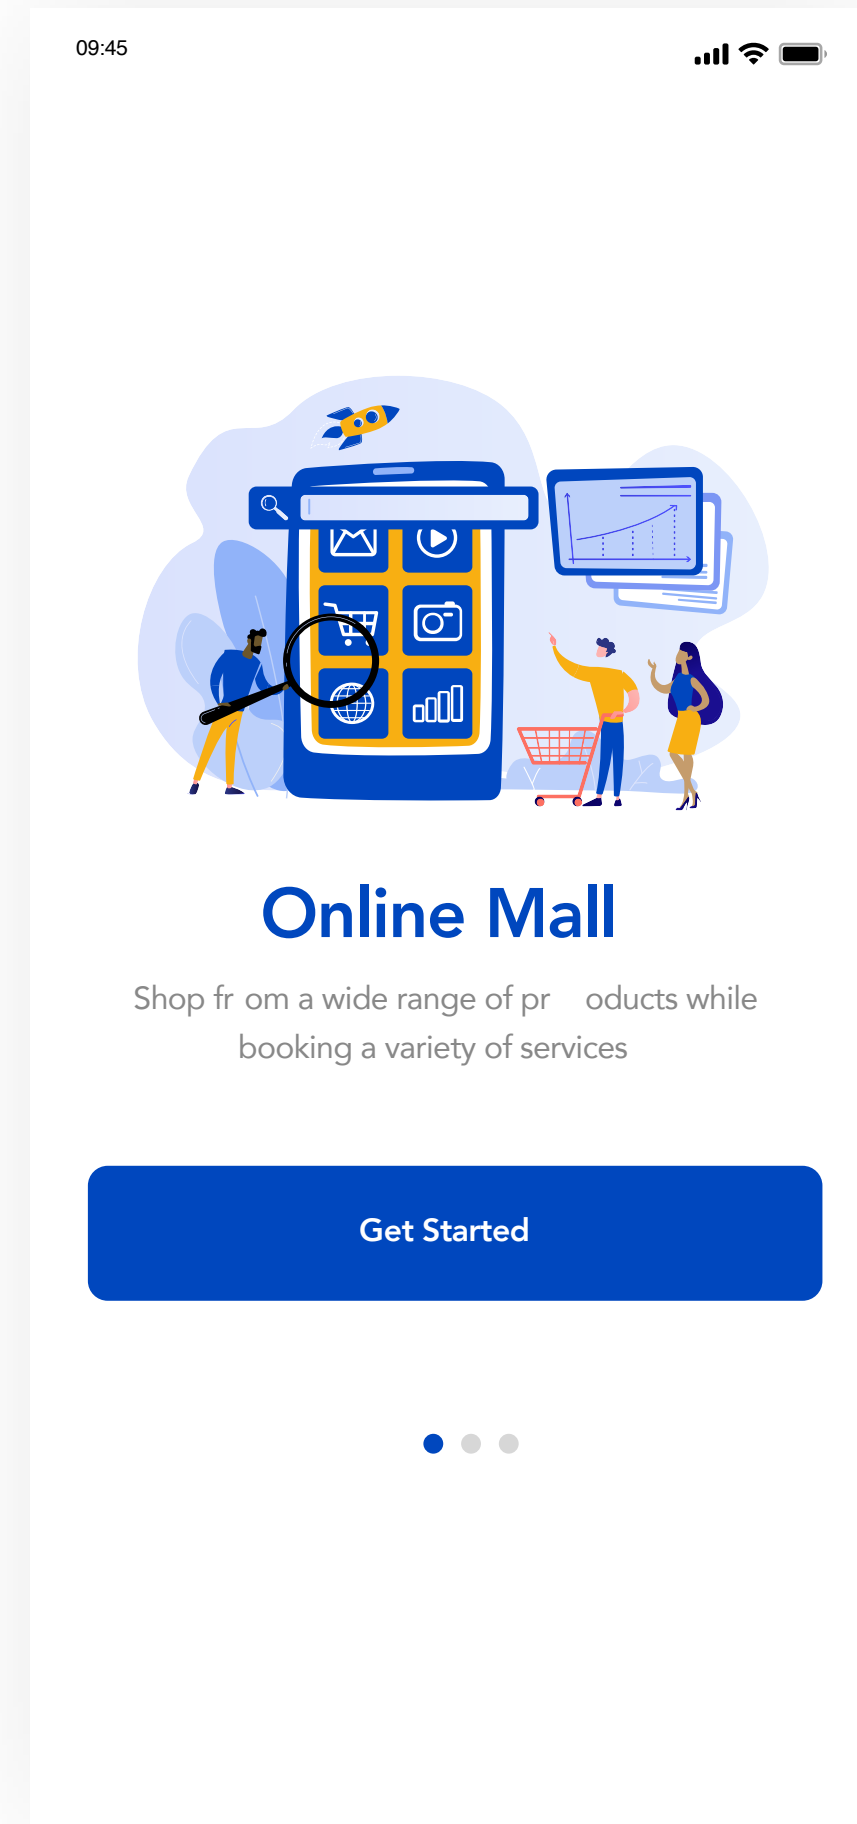 09:45
Online Mall
Shop fr om a wide range of pr oducts while
booking a variety of services
Get Started